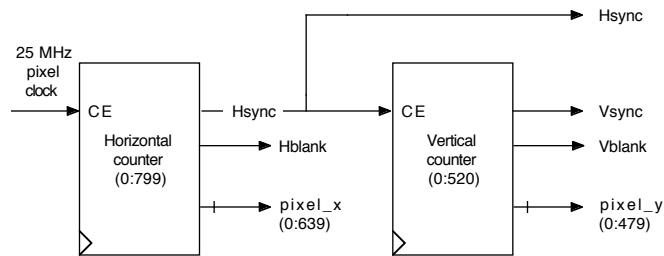 Hsync
25 MHz
pixel
clock
CE
Hsync
CE
Vsync
Horizontal
counter
(0:799)
Hblank
Vertical
counter
(0:520)
Vblank
pixel_x
(0:639)
pixel_y
(0:479)